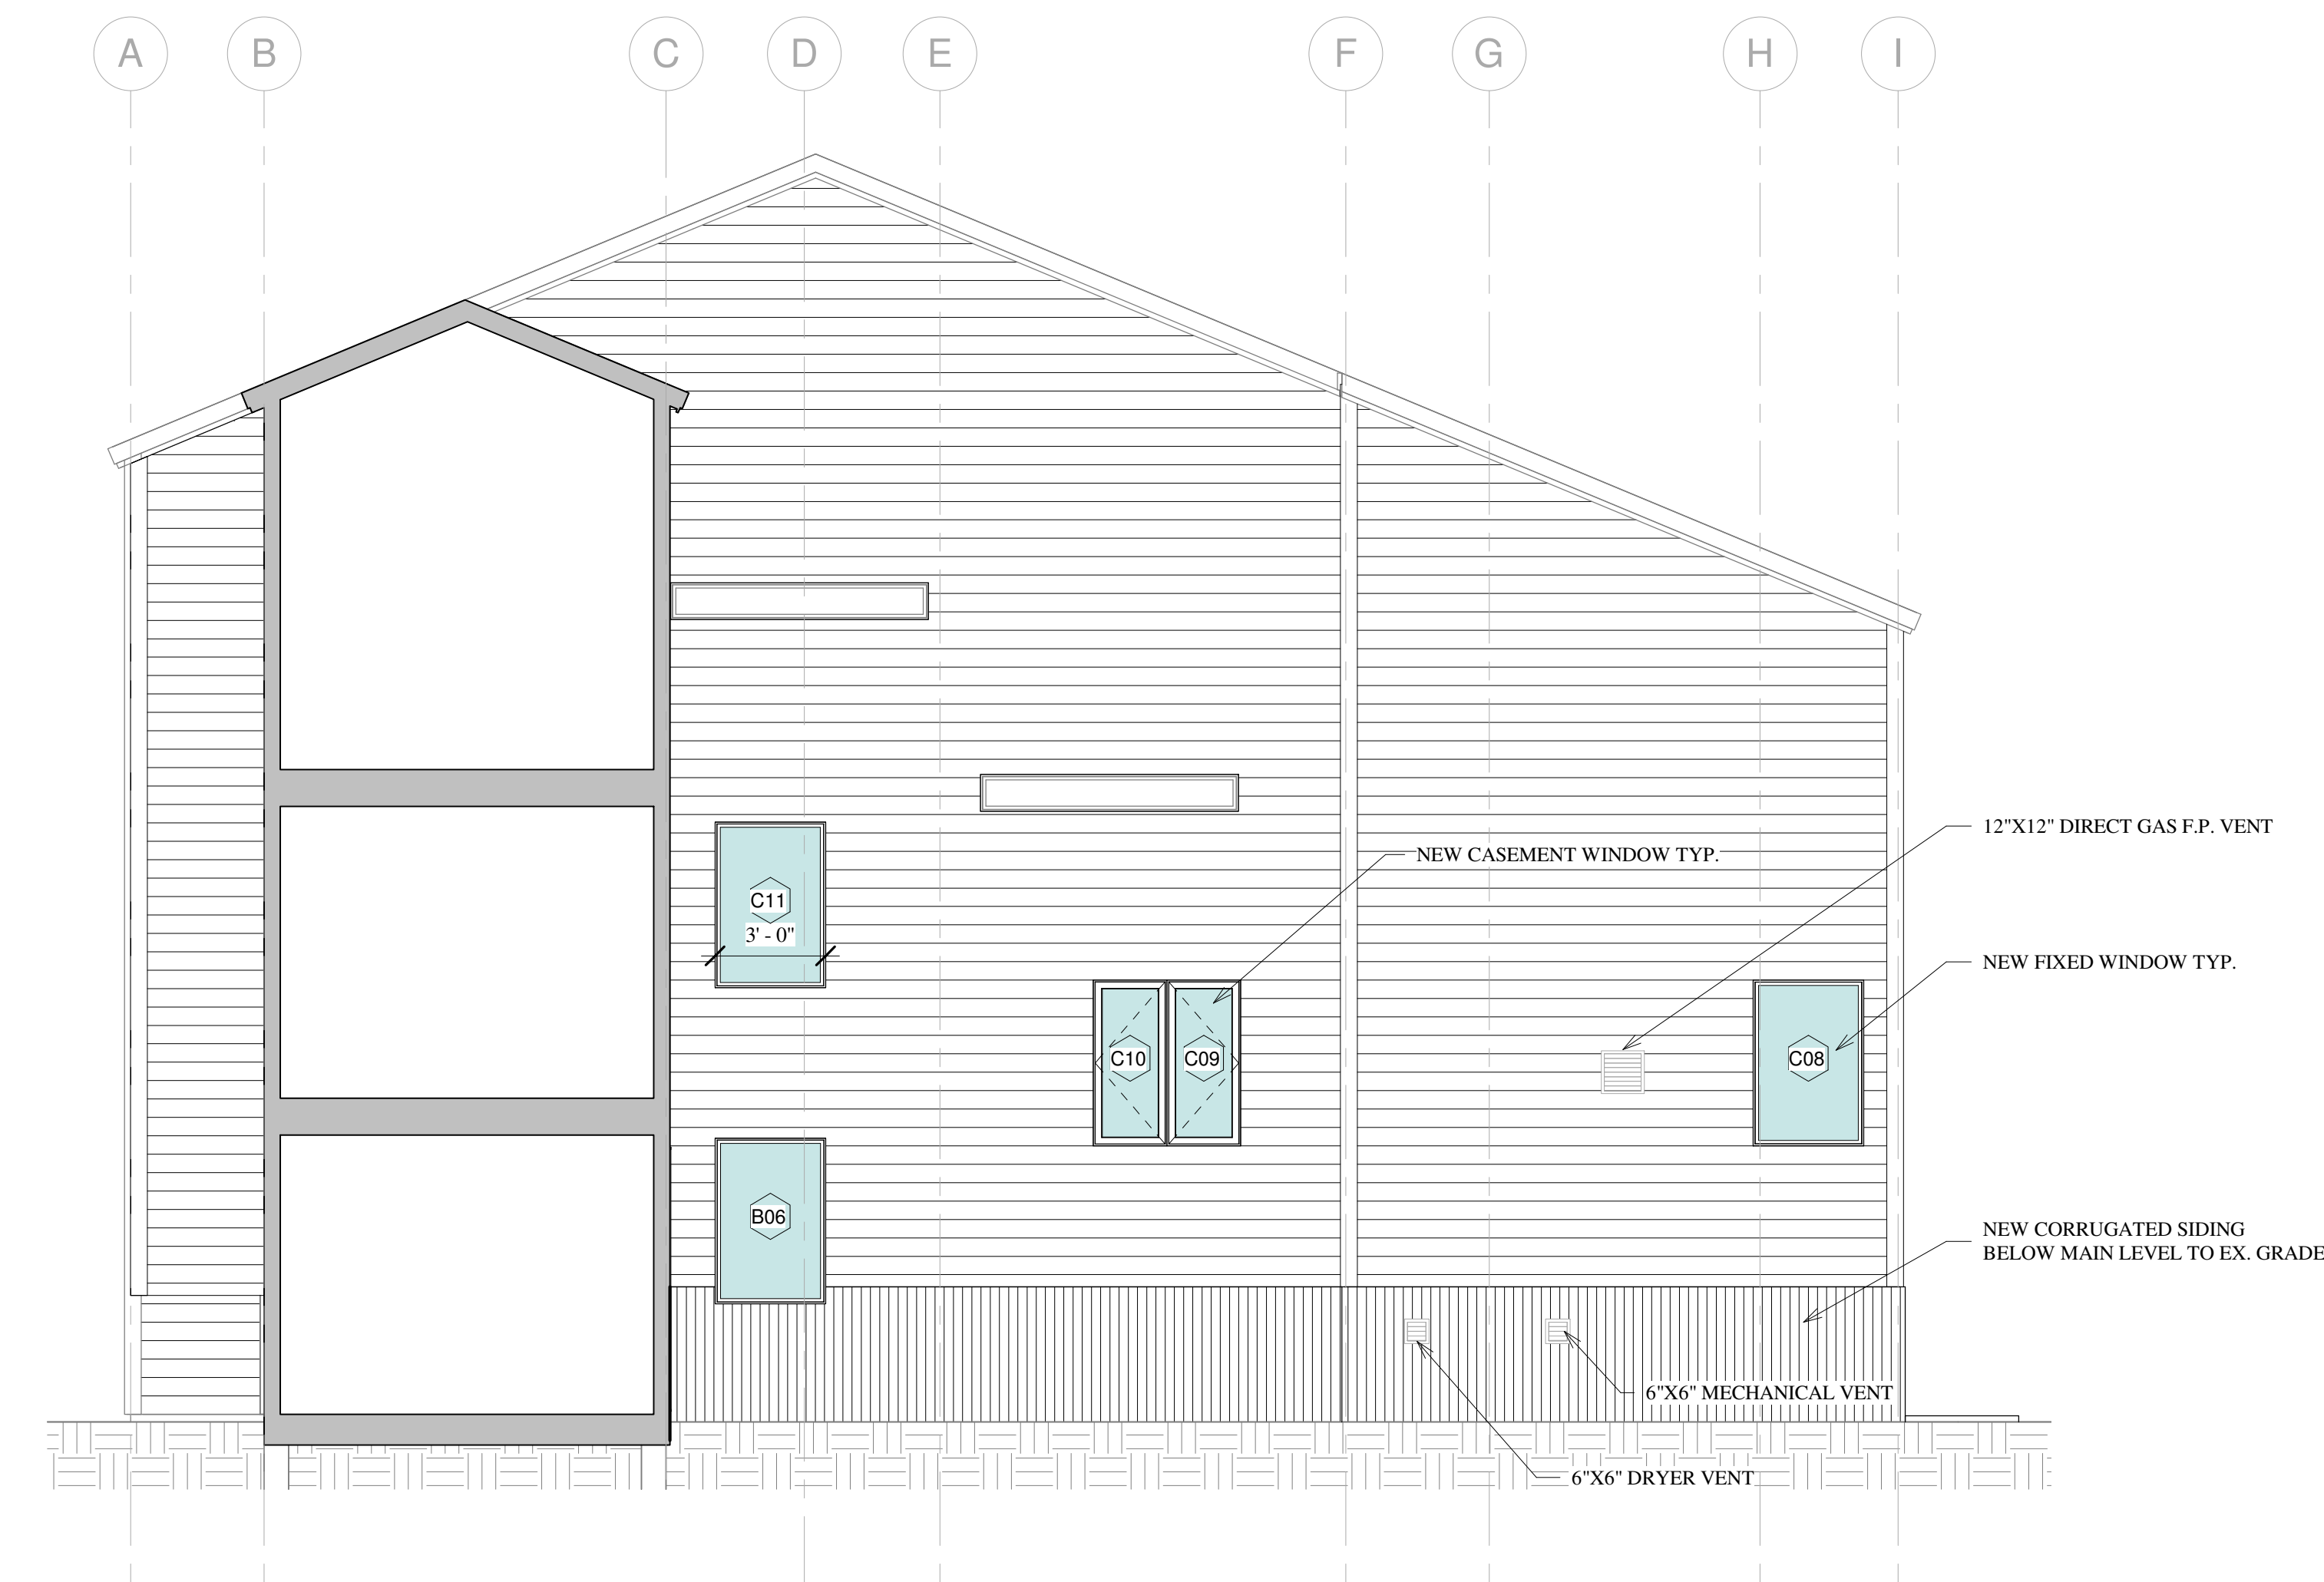 A B C D E F G H I
12"X12" DIRECT GAS F.P. VENT
NEW CASEMENT WINDOW TYP.
C11
3' - 0"
NEW FIXED WINDOW TYP.
C10 C09 C08
B06
NEW CORRUGATED SIDING
BELOW MAIN LEVEL TO EX. GRADE
6"X6" MECHANICAL VENT
6"X6" DRYER VENT